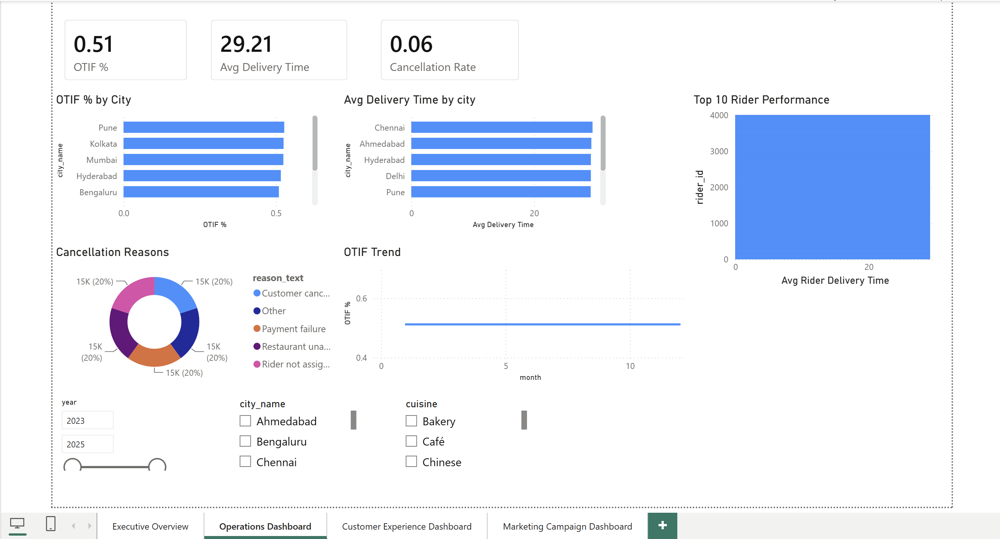 0.51
OTIF %
29.21
Avg Delivery Time
0.06
Cancellation Rate
OTIF % by City
city_name
Pune
Kolkata
Mumbai
Hyderabad
Bengaluru
0.0
0.5
OTIF %
Avg Delivery Time by city
city_name
Chennai
Ahmedabad
Hyderabad
Delhi
Pune
0
20
Avg Delivery Time
Top 10 Rider Performance
rider_id
4000
3000
2000
1000
0
0
20
Avg Rider Delivery Time
Cancellation Reasons
15K (20%)
15K (20%)
15K
(20%)
15K
(20%)
15K (20%)
reason_text
Customer canc...
Other
Payment failure
Restaurant una...
Rider not assig...
OTIF Trend
OTIF %
0.6
0.4
0
5
10
month
year
2023
2025
city_name
Ahmedabad
Bengaluru
Chennai
cuisine
Bakery
Café
Chinese
Executive Overview
Operations Dashboard
Customer Experience Dashboard
Marketing Campaign Dashboard